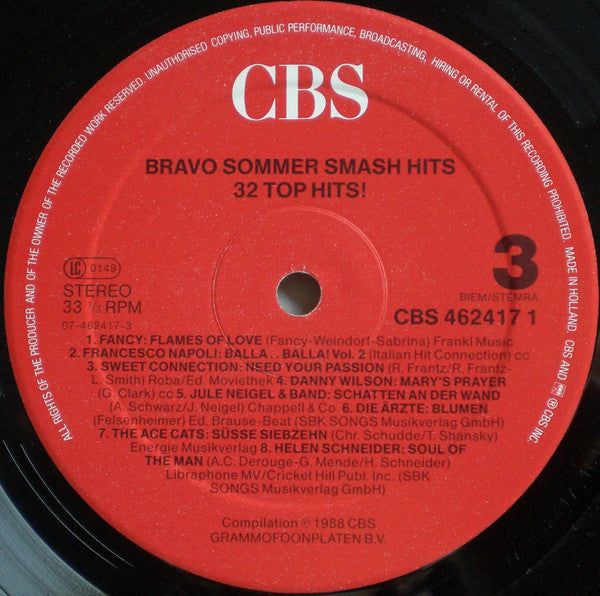 ALL RIGHTS OF THE PRODUCER AND OF THE OWNER OF THE RECORDED WORK RESERVED. UNAUTHORISED COPYING, PUBLIC PERFORMANCE, BROADCASTING, HIRING OR RENTAL OF THIS RECORDING PROHIBITED. MADE IN HOLLAND. CBS AND ® CBS INC.
CBS
BRAVO SOMMER SMASH HITS
32 TOP HITS!
LC 0149
STEREO
33 ⅓ RPM
07-462417-3
3
BIEM/STEMRA
CBS 462417 1
1. FANCY: FLAMES OF LOVE (Fancy-Weindorf-Sabrina) Franki Music
2. FRANCESCO NAPOLI: BALLA . . BALLA! Vol. 2 (Italian Hit Connection) cc
3. SWEET CONNECTION: NEED YOUR PASSION (R. Frantz/R. Frantz-
L. Smith) Roba/Ed. Moviethek 4. DANNY WILSON: MARY'S PRAYER
(G. Clark) cc 5. JULE NEIGEL & BAND: SCHATTEN AN DER WAND
(A. Schwarz/J. Neigel) Chappell & Co. 6. DIE ÄRZTE: BLUMEN
(Felsenheimer) Ed. Brause-Beat (SBK SONGS Musikverlag GmbH)
7. THE ACE CATS: SÜSSE SIEBZEHN (Chr. Schudde/T. Shansky)
Energie Musikverlag 8. HELEN SCHNEIDER: SOUL OF
THE MAN (A.C. Derouge-G. Mende/H. Schneider)
Libraphone MV/Cricket Hill Publ. Inc. (SBK
SONGS Musikverlag GmbH)
Compilation ℗ 1988 CBS
GRAMMOFOONPLATEN B.V.